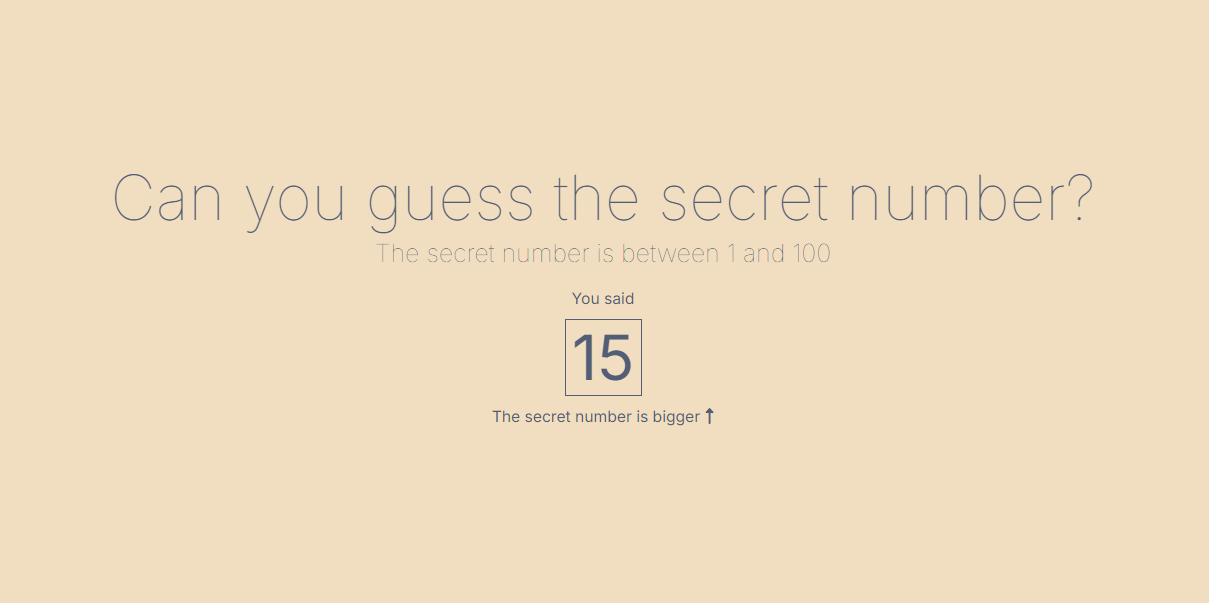 Can you guess the secret number?
The secret number is between 1 and 100
You said
15
The secret number is bigger ↑